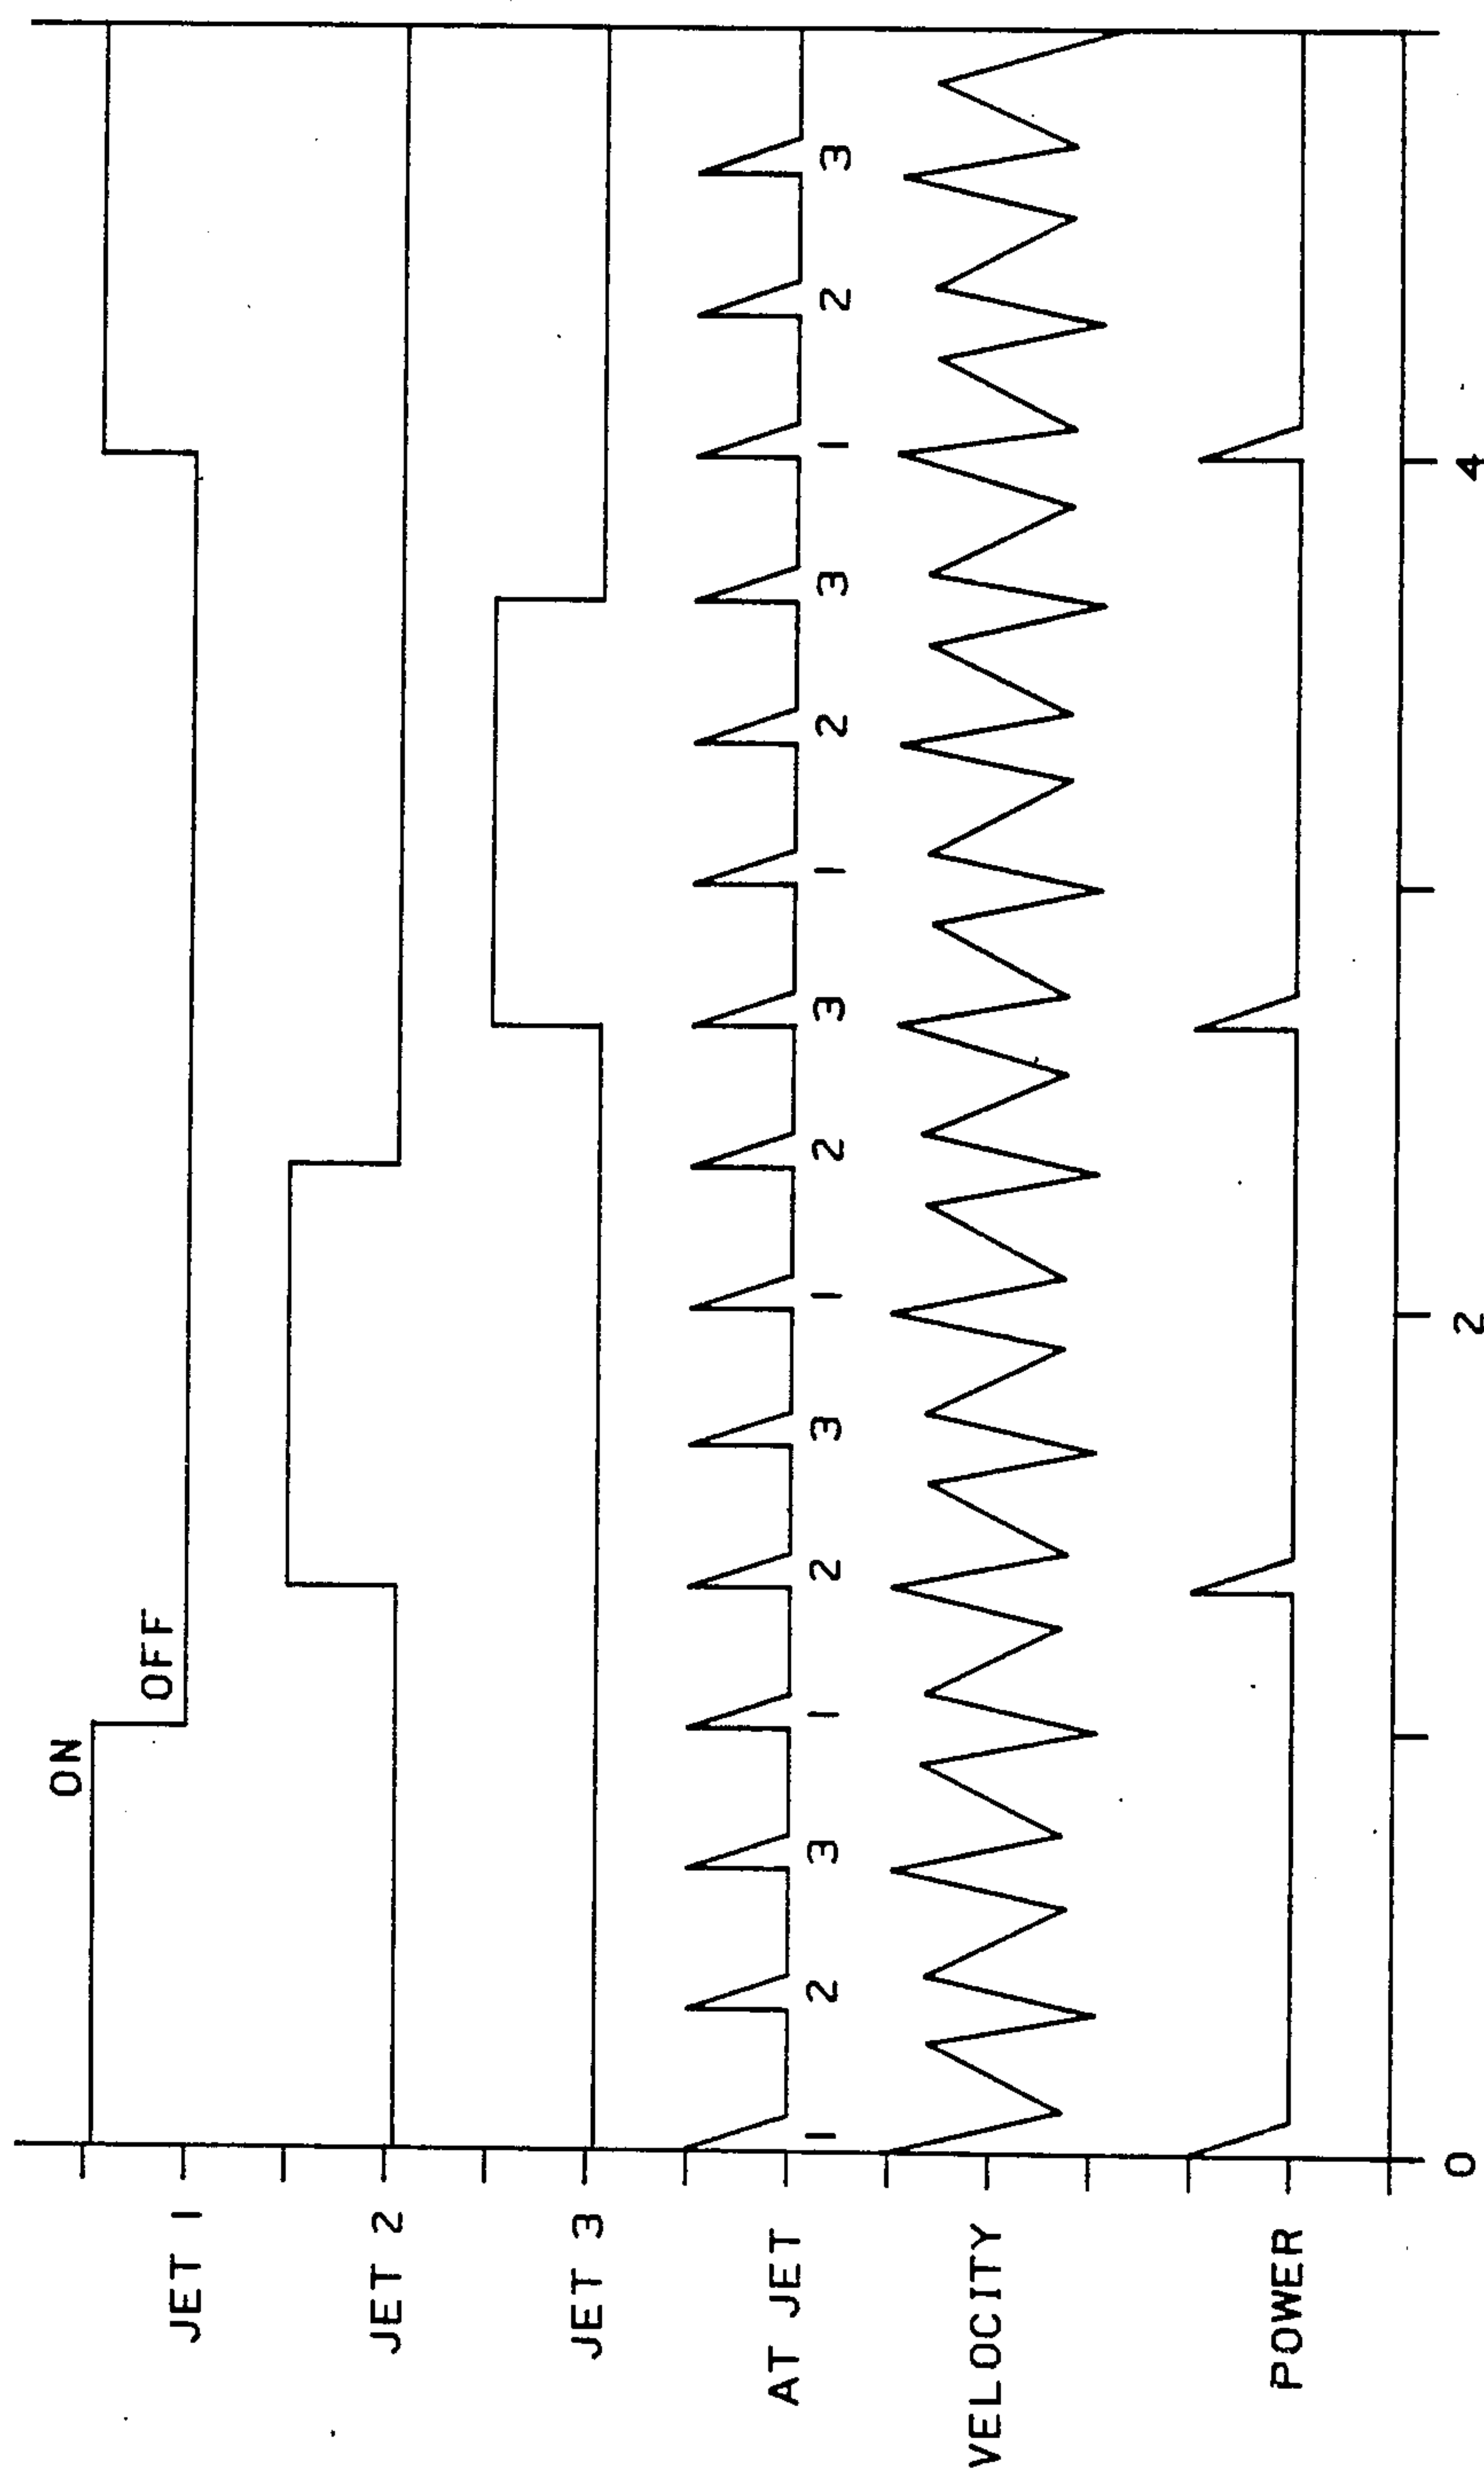 ON
OFF
JET 1
JET 2
JET 3
AT JET
1 2 3 1 2 3 1 2 3 1 2 3 1 2 3
VELOCITY
POWER
0 2 4